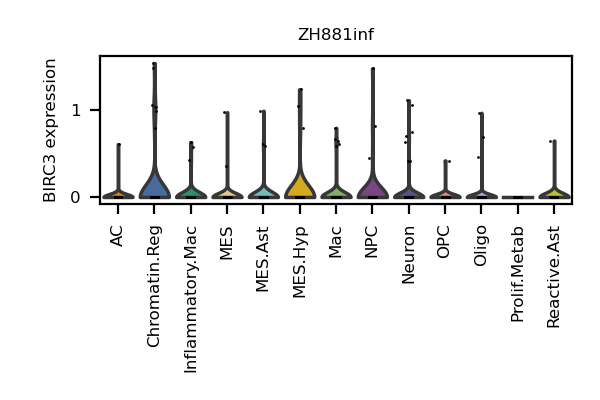 ZH881inf
BIRC3 expression
1
0
AC
Chromatin.Reg
Inflammatory.Mac
MES
MES.Ast
MES.Hyp
Mac
NPC
Neuron
OPC
Oligo
Prolif.Metab
Reactive.Ast